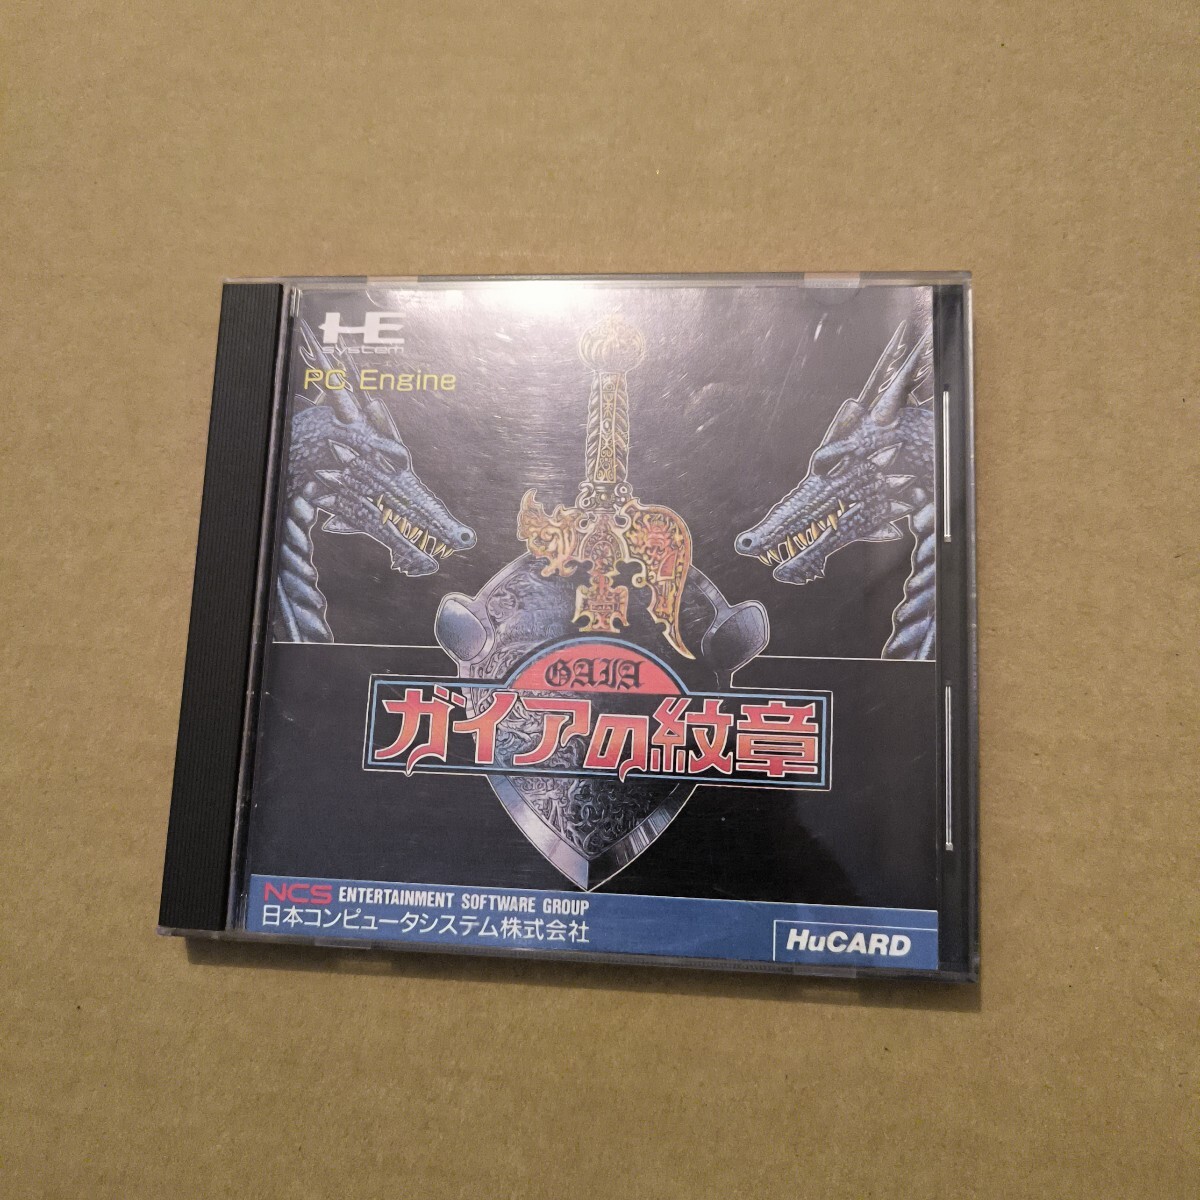 HE
system
PC Engine
GAIA
ガイアの紋章
NCS ENTERTAINMENT SOFTWARE GROUP
日本コンピュータシステム株式会社
HuCARD